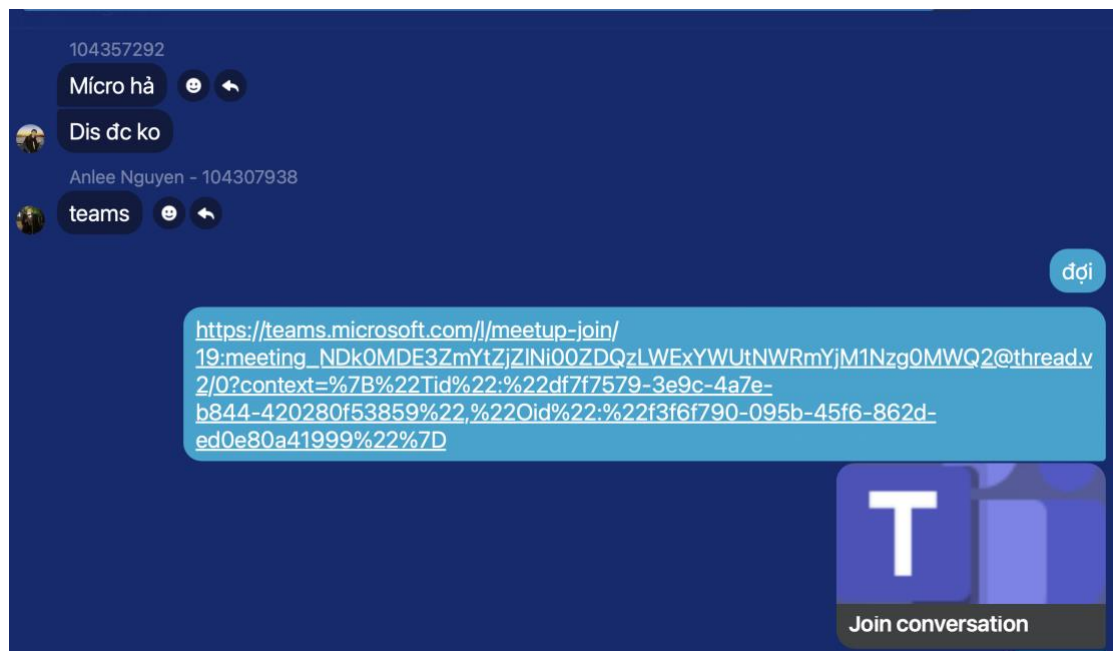 104357292
Mícro hả
Dis đc ko
Anlee Nguyen - 104307938
teams
đợi
https://teams.microsoft.com/l/meetup-join/
19:meeting_NDk0MDE3ZmYtZjZlNi00ZDQzLWExYWUtNWRmYjM1Nzg0MWQ2@thread.v
2/0?context=%7B%22Tid%22:%22df7f7579-3e9c-4a7e-
b844-420280f53859%22,%22Oid%22:%22f3f6f790-095b-45f6-862d-
ed0e80a41999%22%7D
T
Join conversation